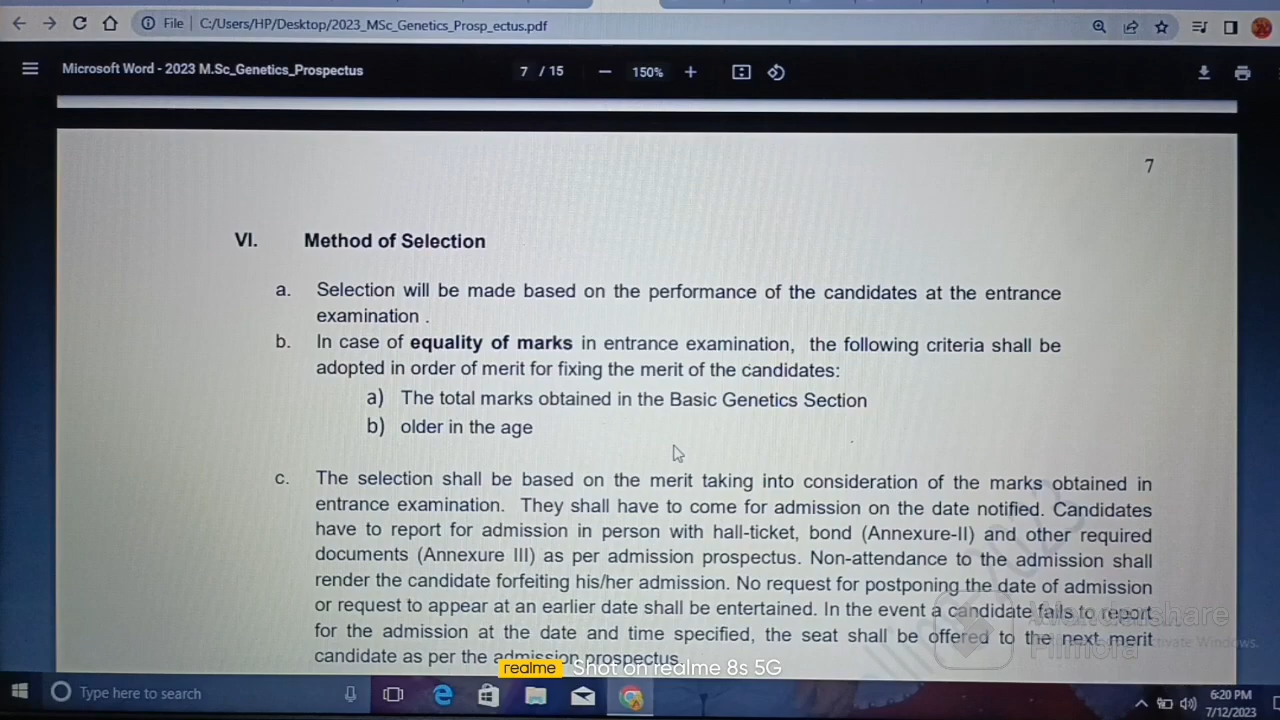 File | C:/Users/HP/Desktop/2023_MSc_Genetics_Prosp_ectus.pdf
Microsoft Word - 2023 M.Sc_Genetics_Prospectus
7 / 15
150%
7
VI. Method of Selection
a. Selection will be made based on the performance of the candidates at the entrance
examination .
b. In case of equality of marks in entrance examination, the following criteria shall be
adopted in order of merit for fixing the merit of the candidates:
a) The total marks obtained in the Basic Genetics Section
b) older in the age
c. The selection shall be based on the merit taking into consideration of the marks obtained in
entrance examination. They shall have to come for admission on the date notified. Candidates
have to report for admission in person with hall-ticket, bond (Annexure-II) and other required
documents (Annexure III) as per admission prospectus. Non-attendance to the admission shall
render the candidate forfeiting his/her admission. No request for postponing the date of admission
or request to appear at an earlier date shall be entertained. In the event a candidate fails to report
for the admission at the date and time specified, the seat shall be offered to the next merit
candidate as per the admission prospectus.
Wondershare
Filmora
realme Shot on realme 8s 5G
Type here to search
6:20 PM
7/12/2023